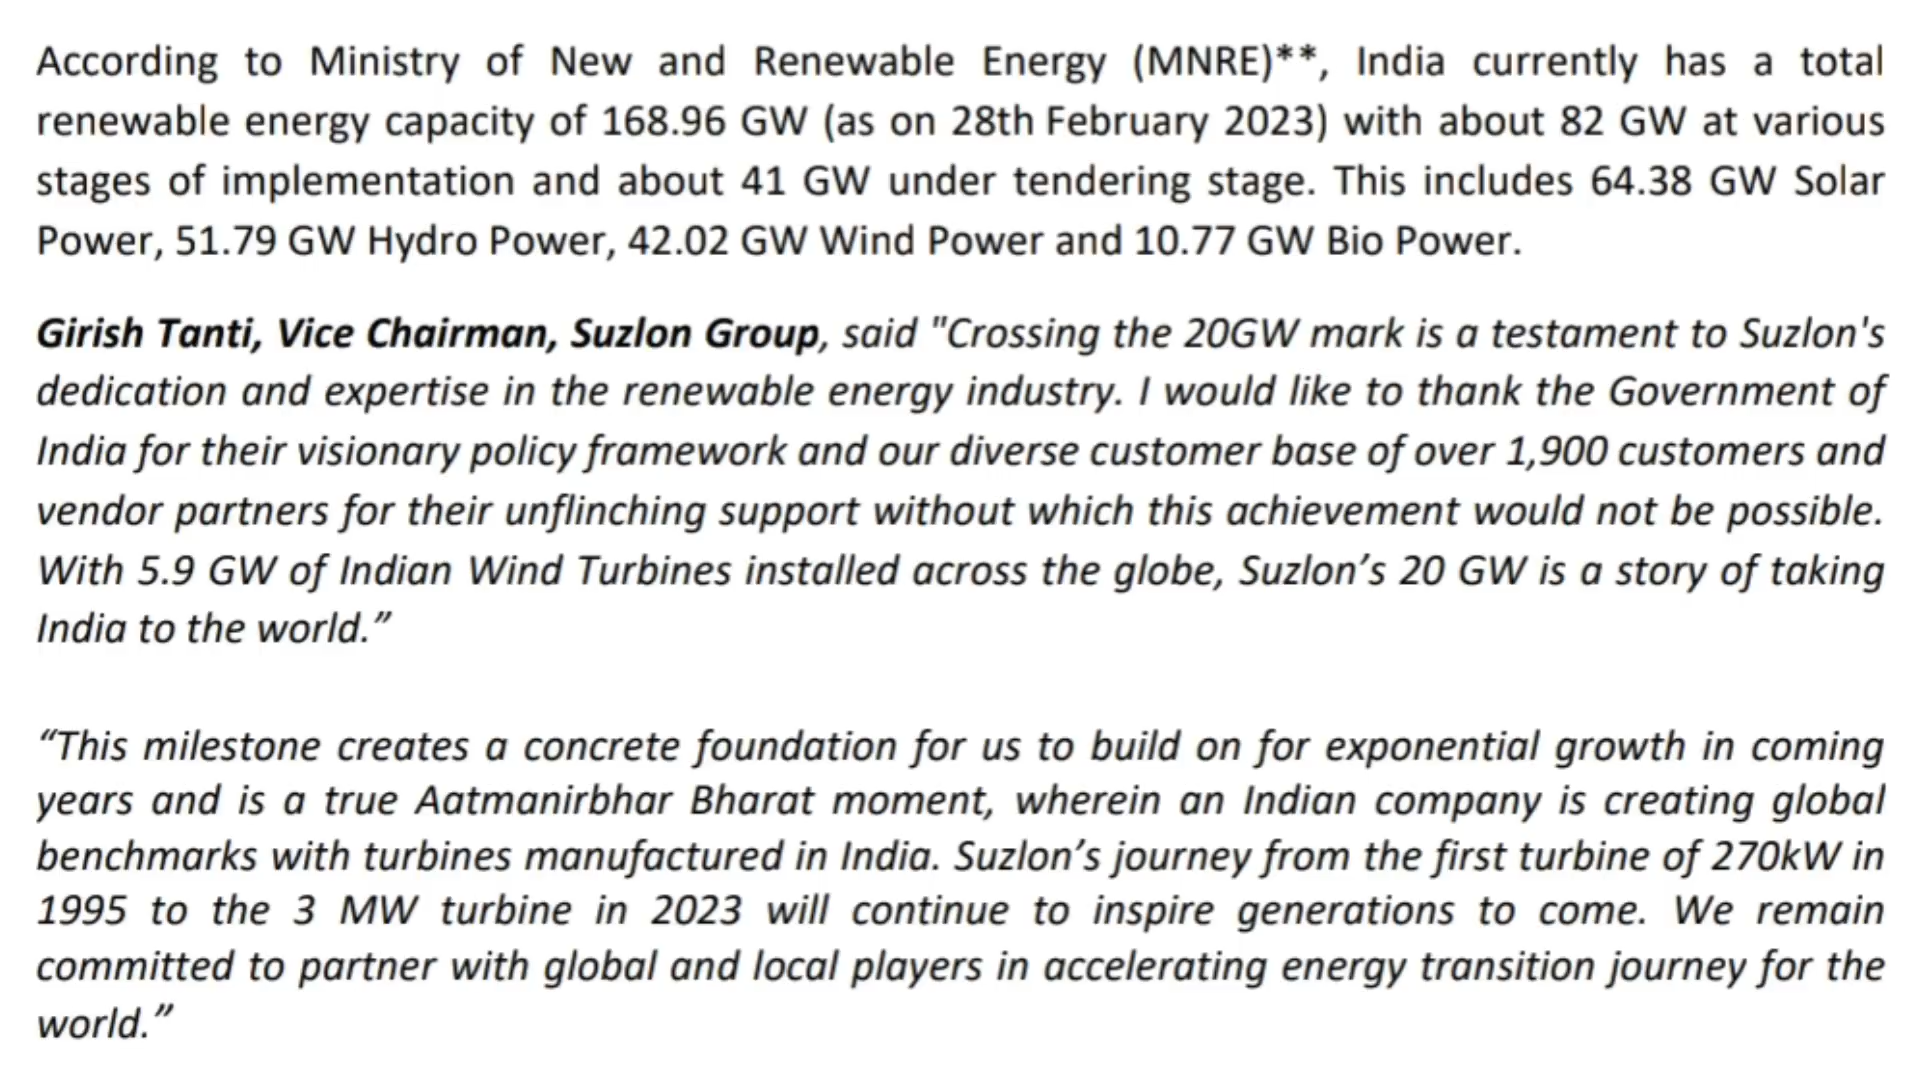 According to Ministry of New and Renewable Energy (MNRE)**, India currently has a total
renewable energy capacity of 168.96 GW (as on 28th February 2023) with about 82 GW at various
stages of implementation and about 41 GW under tendering stage. This includes 64.38 GW Solar
Power, 51.79 GW Hydro Power, 42.02 GW Wind Power and 10.77 GW Bio Power.
Girish Tanti, Vice Chairman, Suzlon Group, said "Crossing the 20GW mark is a testament to Suzlon's
dedication and expertise in the renewable energy industry. I would like to thank the Government of
India for their visionary policy framework and our diverse customer base of over 1,900 customers and
vendor partners for their unflinching support without which this achievement would not be possible.
With 5.9 GW of Indian Wind Turbines installed across the globe, Suzlon’s 20 GW is a story of taking
India to the world.”
“This milestone creates a concrete foundation for us to build on for exponential growth in coming
years and is a true Aatmanirbhar Bharat moment, wherein an Indian company is creating global
benchmarks with turbines manufactured in India. Suzlon’s journey from the first turbine of 270kW in
1995 to the 3 MW turbine in 2023 will continue to inspire generations to come. We remain
committed to partner with global and local players in accelerating energy transition journey for the
world.”